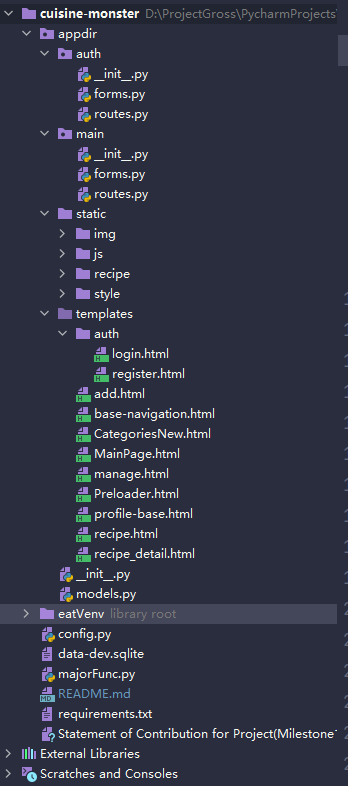 cuisine-monster D:\ProjectGross\PycharmProjects
appdir
auth
__init__.py
forms.py
routes.py
main
__init__.py
forms.py
routes.py
static
img
js
recipe
style
templates
auth
login.html
register.html
add.html
base-navigation.html
CategoriesNew.html
MainPage.html
manage.html
Preloader.html
profile-base.html
recipe.html
recipe_detail.html
__init__.py
models.py
eatVenv library root
config.py
data-dev.sqlite
majorFunc.py
README.md
requirements.txt
Statement of Contribution for Project(Milestone
External Libraries
Scratches and Consoles